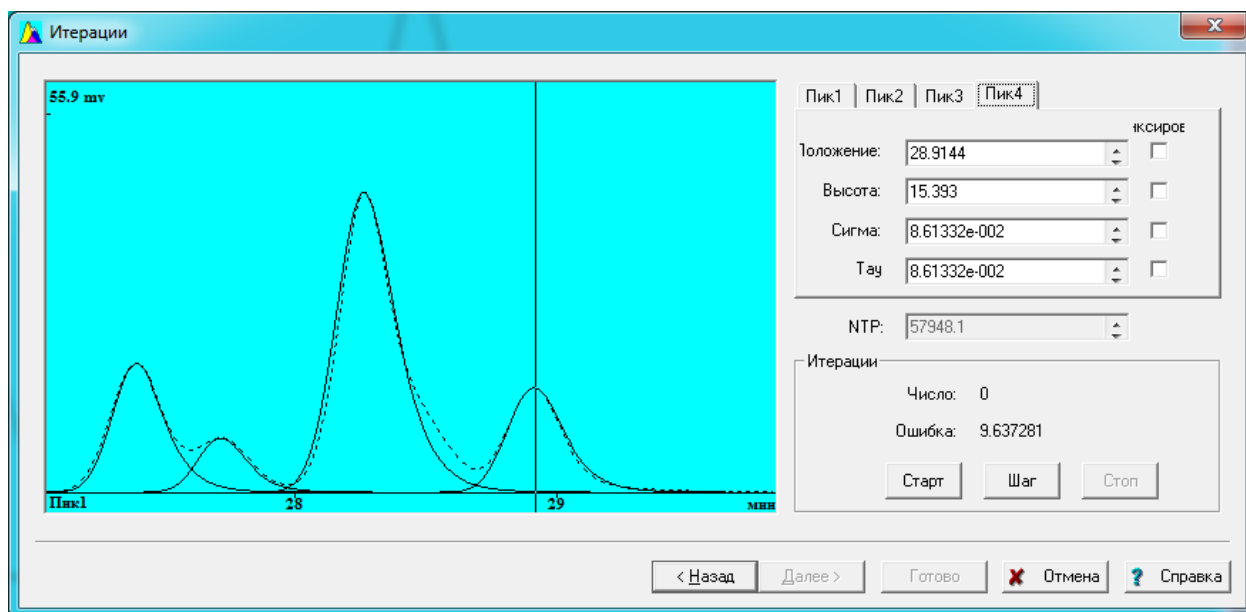 Итерации
55.9 mv
Пик1
28
29
мин
Пик1 Пик2 Пик3 Пик4
ксиров
Положение: 28.9144
Высота: 15.393
Сигма: 8.61332e-002
Тау 8.61332e-002
NTP: 57948.1
Итерации
Число: 0
Ошибка: 9.637281
Старт Шаг Стоп
< Назад Далее > Готово Отмена ? Справка